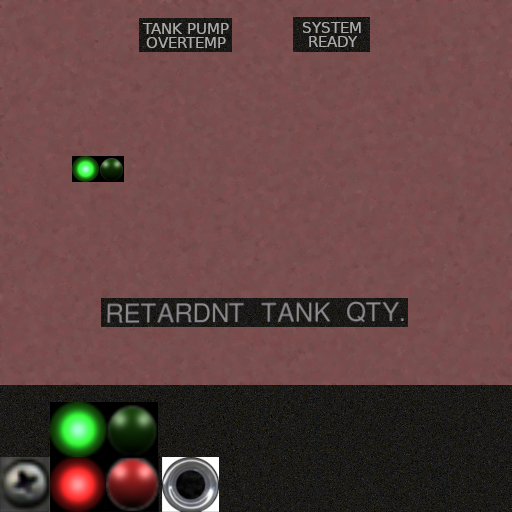 TANK PUMP
OVERTEMP
SYSTEM
READY
RETARDNT TANK QTY.